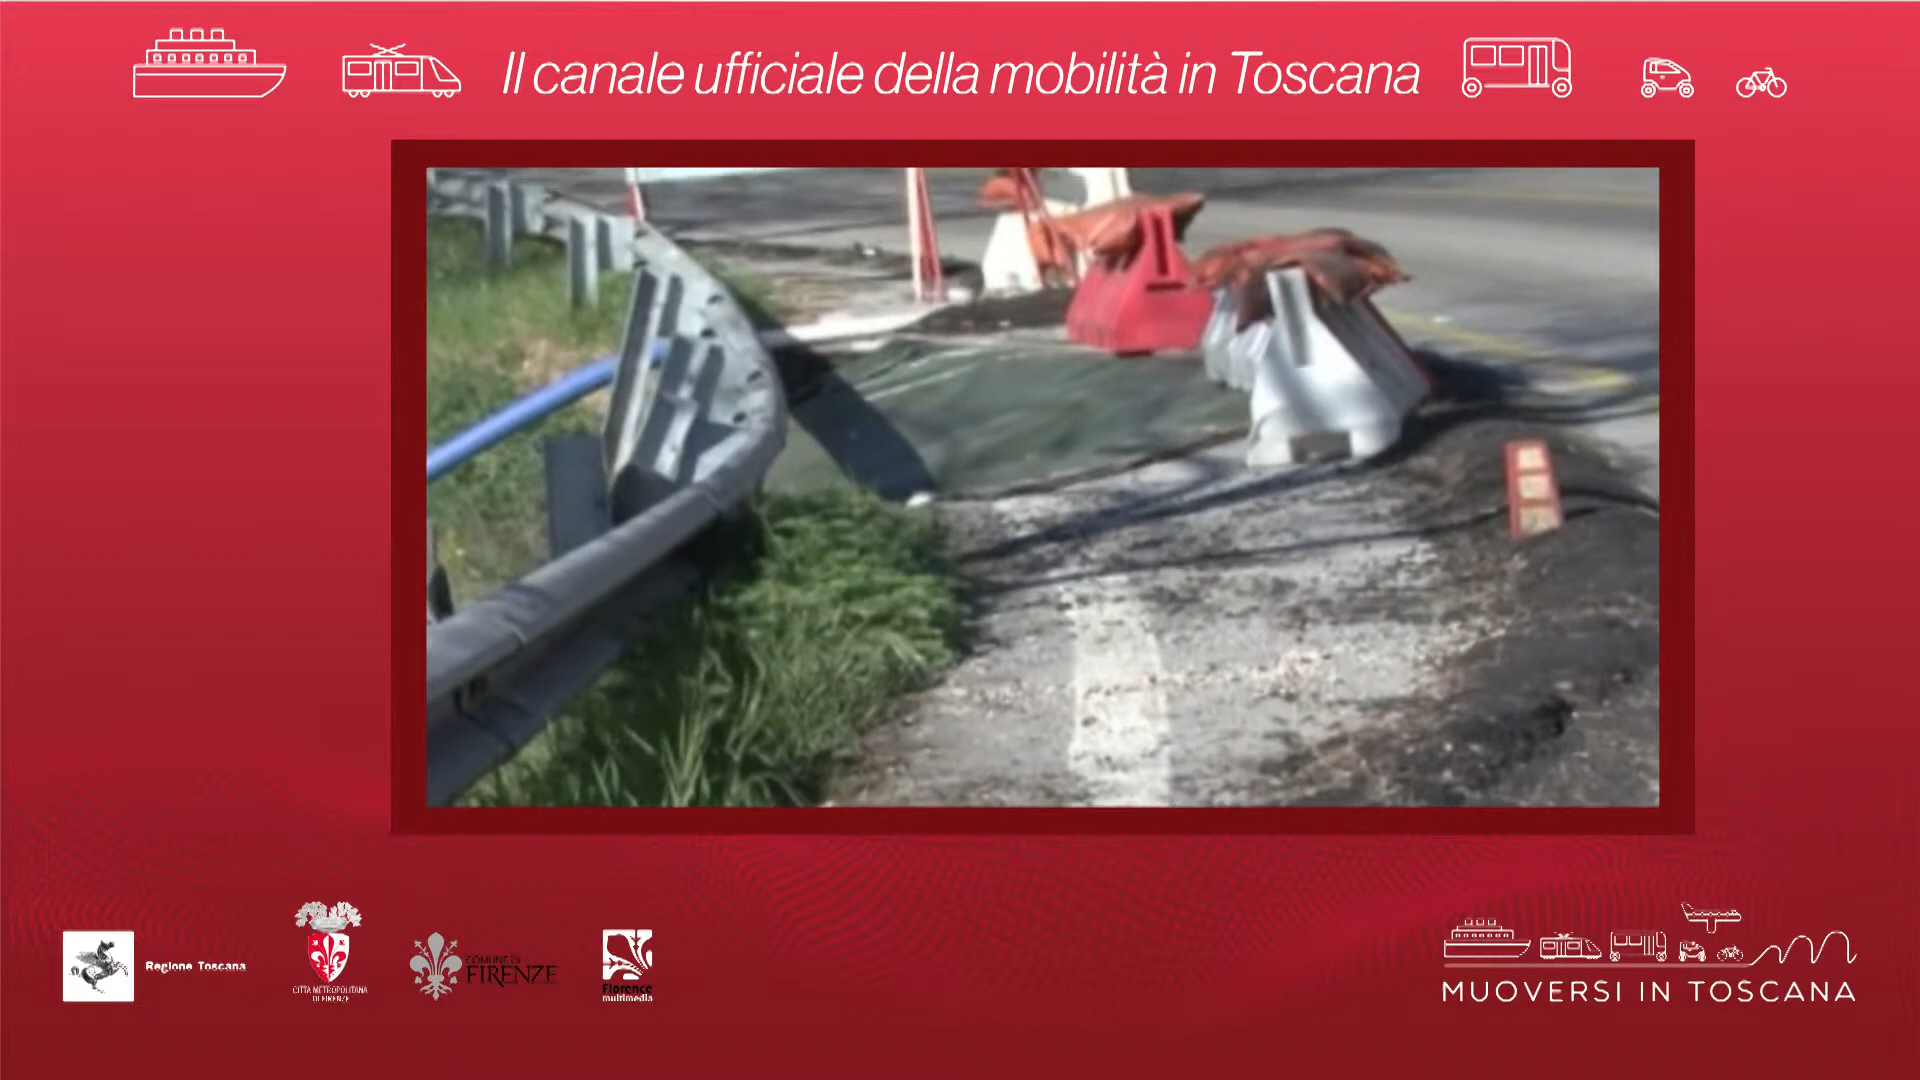 Il canale ufficiale della mobilità in Toscana
Regione Toscana
CITTÀ METROPOLITANA
DI FIRENZE
COMUNE DI
FIRENZE
Florence
multimedia
MUOVERSI IN TOSCANA